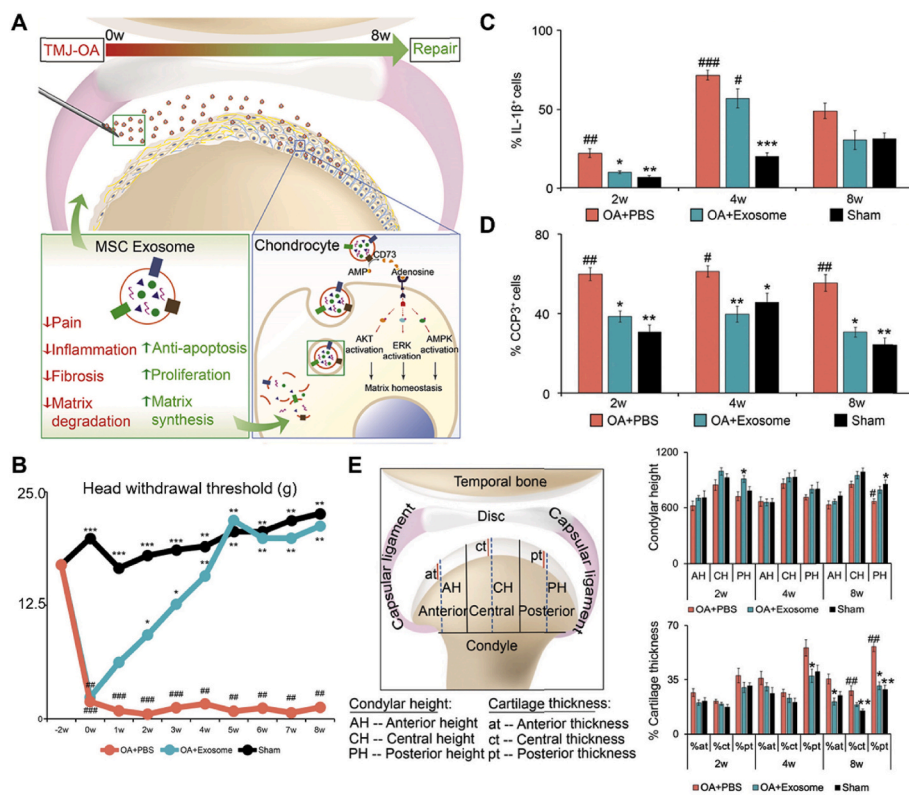 A
0w
8w
TMJ-OA
Repair
MSC Exosome
↓Pain
↓Inflammation
↓Fibrosis
↓Matrix
degradation
↑Anti-apoptosis
↑Proliferation
↑Matrix
synthesis
Chondrocyte
CD73
AMP
Adenosine
AKT
activation
ERK
activation
AMPK
activation
Matrix homeostasis
B
Head withdrawal threshold (g)
25.0
12.5
0
***
***
**
**
**
**
**
**
**
*
*
**
**
**
**
**
##
###
###
###
###
##
##
##
##
##
-2w 0w 1w 2w 3w 4w 5w 6w 7w 8w
OA+PBS OA+Exosome Sham
C
% IL-1β⁺ cells
100
50
0
##
*
**
###
#
***
2w 4w 8w
OA+PBS OA+Exosome Sham
D
% CCP3⁺ cells
80
40
0
##
*
**
#
**
*
##
*
**
2w 4w 8w
OA+PBS OA+Exosome Sham
E
Temporal bone
Disc
Capsular ligament
Capsular ligament
at
ct
pt
AH
CH
PH
Anterior
Central
Posterior
Condyle
Condylar height:
AH -- Anterior height
CH -- Central height
PH -- Posterior height
Cartilage thickness:
at -- Anterior thickness
ct -- Central thickness
pt -- Posterior thickness
Condylar height
1200
600
0
*
#
*
AH CH PH AH CH PH AH CH PH
2w 4w 8w
OA+PBS OA+Exosome Sham
% Cartilage thickness
70
35
0
*
*
##
**
##
*
**
%at %ct %pt %at %ct %pt %at %ct %pt
2w 4w 8w
OA+PBS OA+Exosome Sham